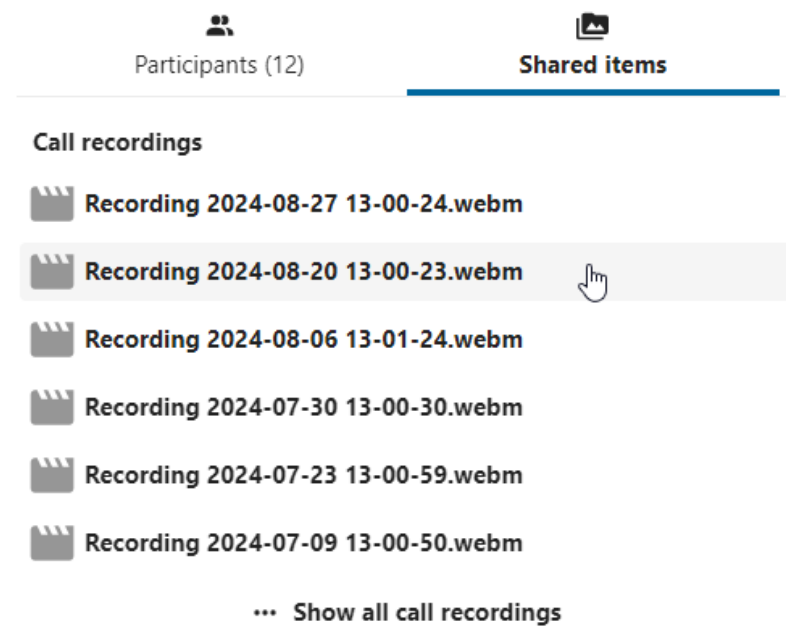 Participants (12)
Shared items
Call recordings
Recording 2024-08-27 13-00-24.webm
Recording 2024-08-20 13-00-23.webm
Recording 2024-08-06 13-01-24.webm
Recording 2024-07-30 13-00-30.webm
Recording 2024-07-23 13-00-59.webm
Recording 2024-07-09 13-00-50.webm
••• Show all call recordings